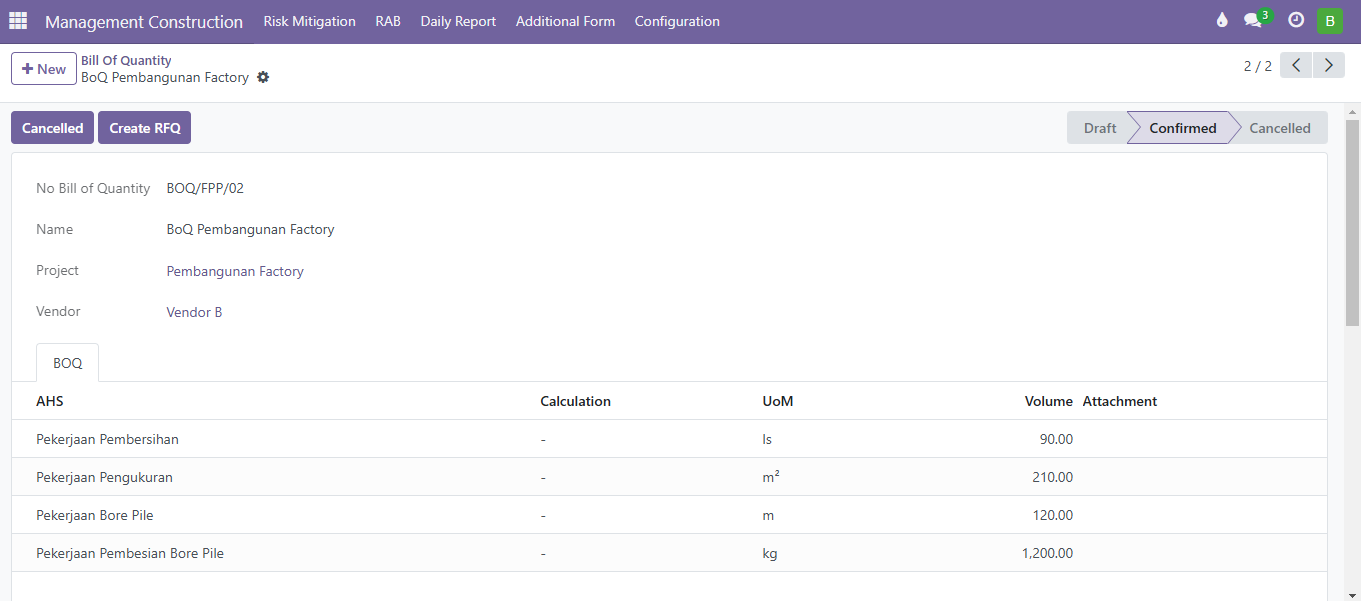 Management Construction Risk Mitigation RAB Daily Report Additional Form Configuration 3 B
New
Bill Of Quantity
BoQ Pembangunan Factory
2 / 2
Cancelled Create RFQ Draft Confirmed Cancelled
No Bill of Quantity BOQ/FPP/02
Name BoQ Pembangunan Factory
Project Pembangunan Factory
Vendor Vendor B
BOQ
AHS Calculation UoM Volume Attachment
Pekerjaan Pembersihan - ls 90.00
Pekerjaan Pengukuran - m² 210.00
Pekerjaan Bore Pile - m 120.00
Pekerjaan Pembesian Bore Pile - kg 1,200.00